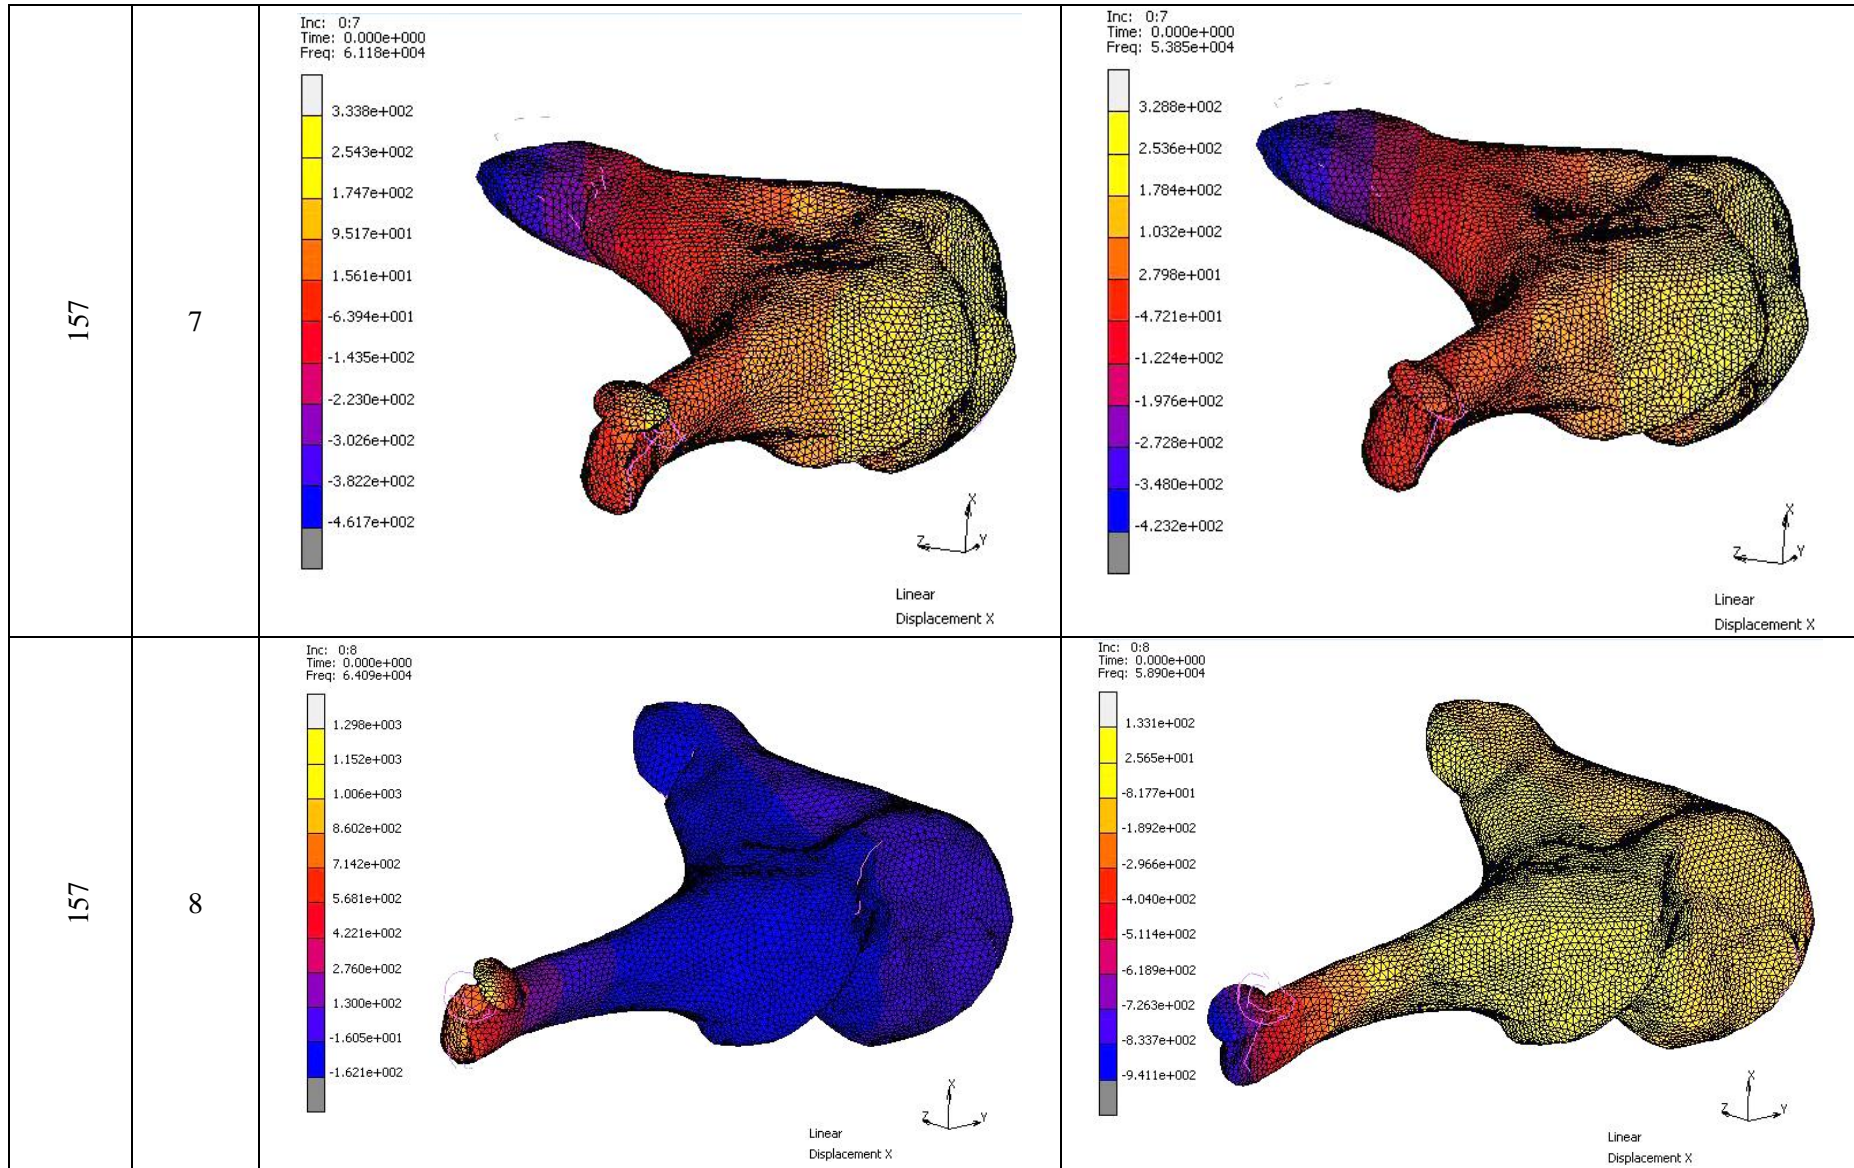 157
7
Inc: 0:7
Time: 0.000e+000
Freq: 6.118e+004
3.338e+002
2.543e+002
1.747e+002
9.517e+001
1.561e+001
-6.394e+001
-1.435e+002
-2.230e+002
-3.026e+002
-3.822e+002
-4.617e+002
X
Z
Y
Linear
Displacement X
Inc: 0:7
Time: 0.000e+000
Freq: 5.385e+004
3.288e+002
2.536e+002
1.784e+002
1.032e+002
2.798e+001
-4.721e+001
-1.224e+002
-1.976e+002
-2.728e+002
-3.480e+002
-4.232e+002
X
Z
Y
Linear
Displacement X
157
8
Inc: 0:8
Time: 0.000e+000
Freq: 6.409e+004
1.298e+003
1.152e+003
1.006e+003
8.602e+002
7.142e+002
5.681e+002
4.221e+002
2.760e+002
1.300e+002
-1.605e+001
-1.621e+002
X
Z
Y
Linear
Displacement X
Inc: 0:8
Time: 0.000e+000
Freq: 5.890e+004
1.331e+002
2.565e+001
-8.177e+001
-1.892e+002
-2.966e+002
-4.040e+002
-5.114e+002
-6.189e+002
-7.263e+002
-8.337e+002
-9.411e+002
X
Z
Y
Linear
Displacement X